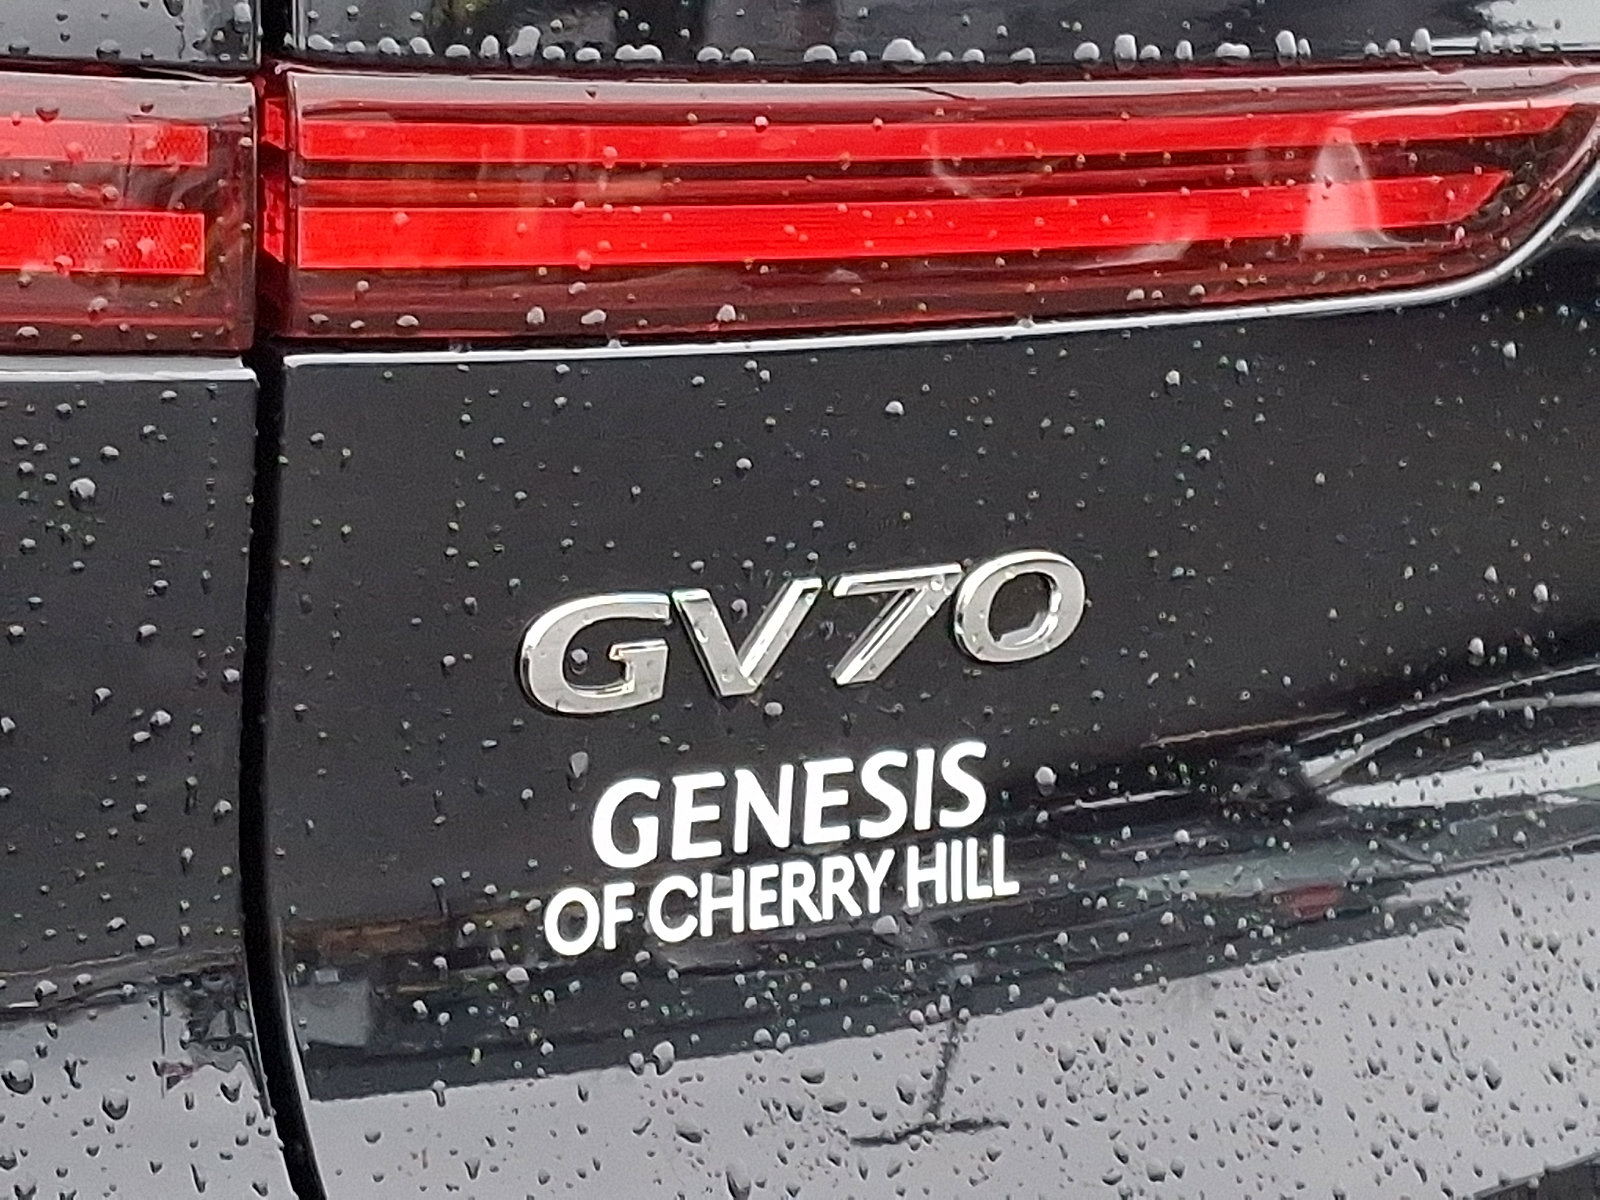 GV70
GENESIS
OF CHERRY HILL